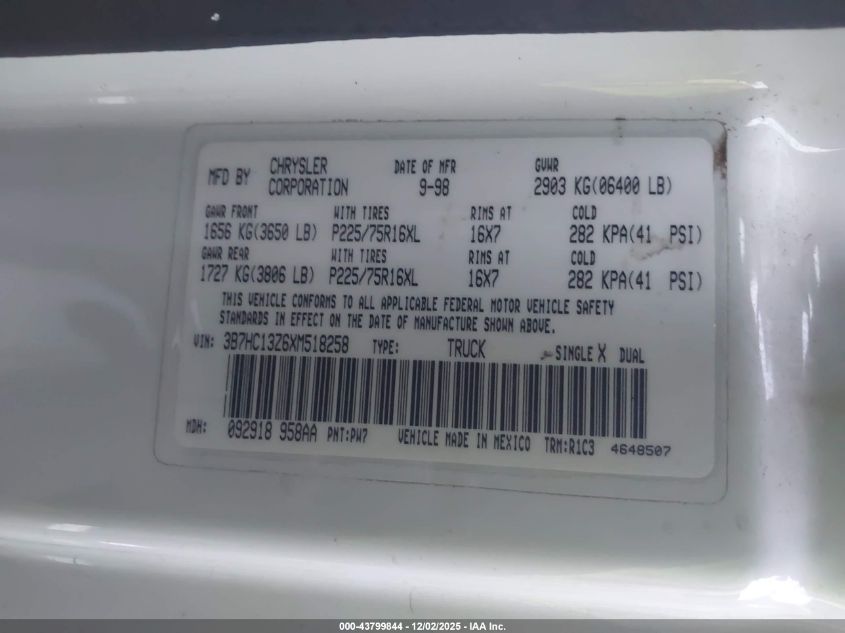 MFD BY CHRYSLER CORPORATION DATE OF MFR 9-98 GVWR 2903 KG(06400 LB)
GAWR FRONT WITH TIRES RIMS AT COLD
1656 KG(3650 LB) P225/75R16XL 16X7 282 KPA(41 PSI)
GAWR REAR WITH TIRES RIMS AT COLD
1727 KG(3806 LB) P225/75R16XL 16X7 282 KPA(41 PSI)
THIS VEHICLE CONFORMS TO ALL APPLICABLE FEDERAL MOTOR VEHICLE SAFETY
STANDARDS IN EFFECT ON THE DATE OF MANUFACTURE SHOWN ABOVE.
VIN: 3B7HC13Z6XM518258 TYPE: TRUCK SINGLE X DUAL
MDH: 092918 958AA PNT:PW7 VEHICLE MADE IN MEXICO TRM:R1C3 4648507
000-43799844 - 12/02/2025 - IAA Inc.